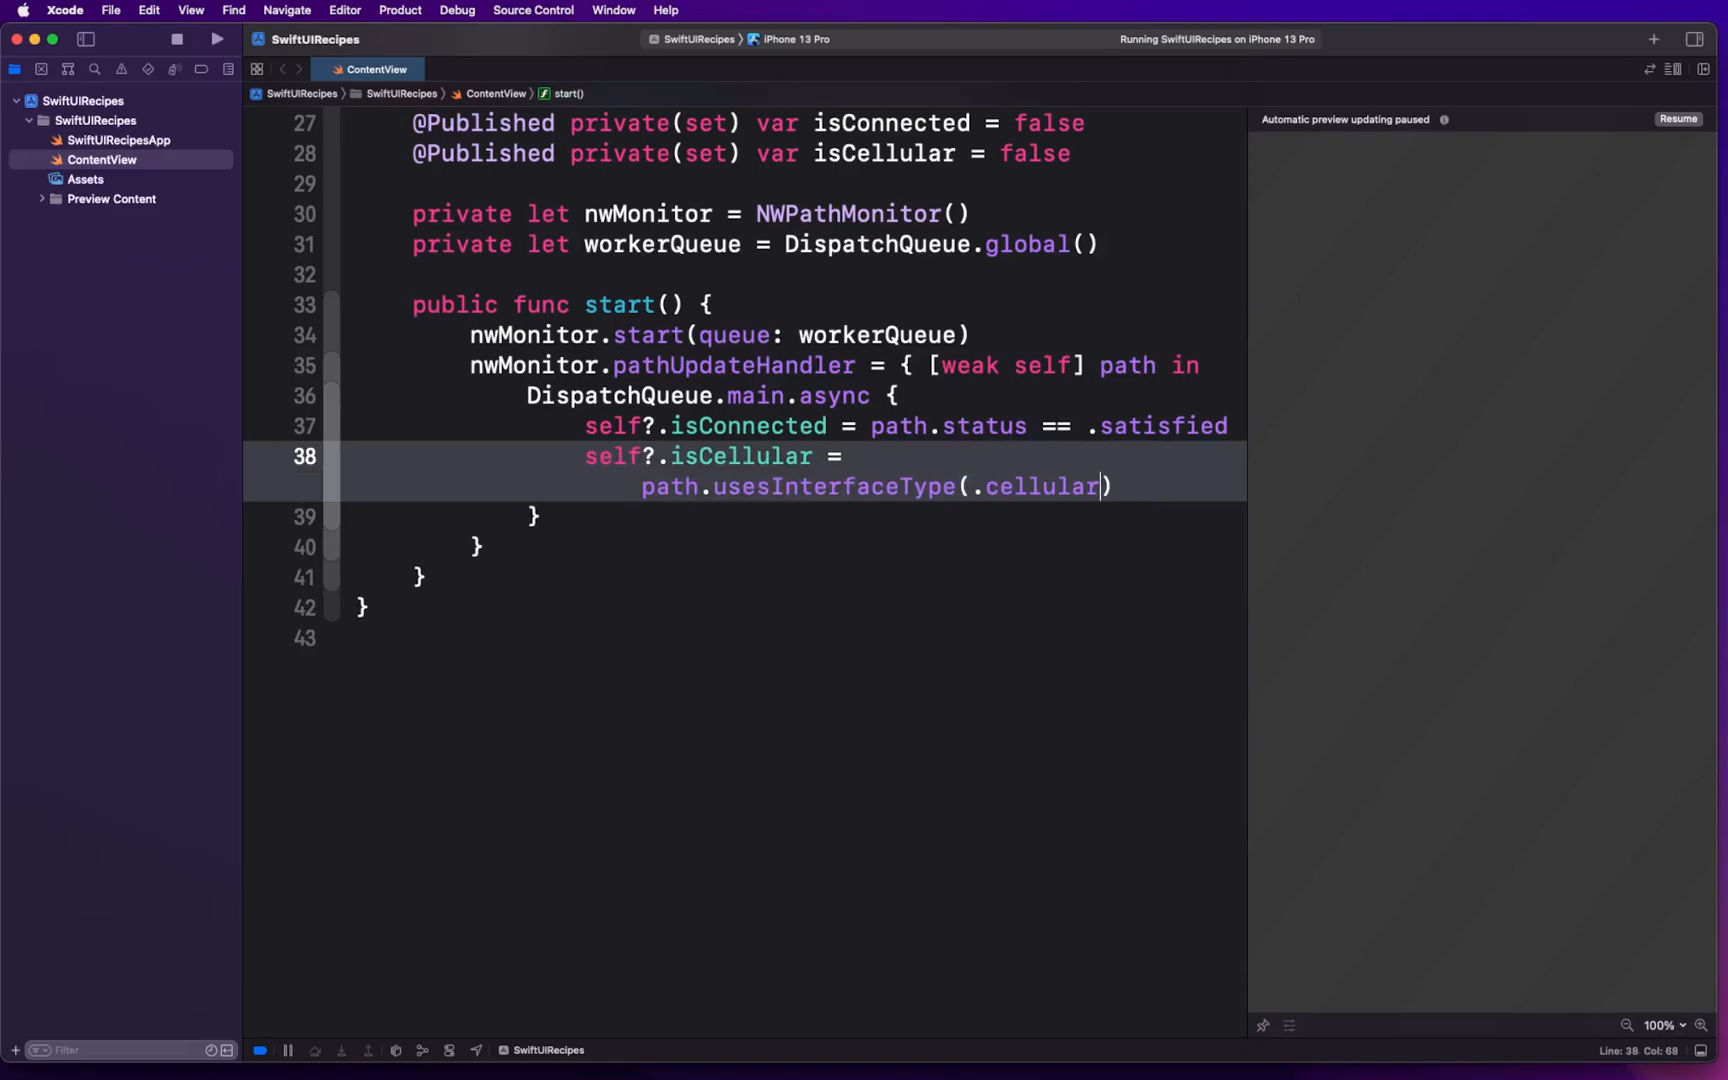 Xcode File Edit View Find Navigate Editor Product Debug Source Control Window Help
SwiftUIRecipes
SwiftUIRecipes 〉 iPhone 13 Pro
Running SwiftUIRecipes on iPhone 13 Pro
ContentView
SwiftUIRecipes 〉 SwiftUIRecipes 〉 ContentView 〉 start()
SwiftUIRecipes
SwiftUIRecipes
SwiftUIRecipesApp
ContentView
Assets
Preview Content
27 @Published private(set) var isConnected = false
28 @Published private(set) var isCellular = false
29
30 private let nwMonitor = NWPathMonitor()
31 private let workerQueue = DispatchQueue.global()
32
33 public func start() {
34 nwMonitor.start(queue: workerQueue)
35 nwMonitor.pathUpdateHandler = { [weak self] path in
36 DispatchQueue.main.async {
37 self?.isConnected = path.status == .satisfied
38 self?.isCellular =
path.usesInterfaceType(.cellular)
39 }
40 }
41 }
42 }
43
Automatic preview updating paused
Resume
Filter
SwiftUIRecipes
100%
Line: 38 Col: 68